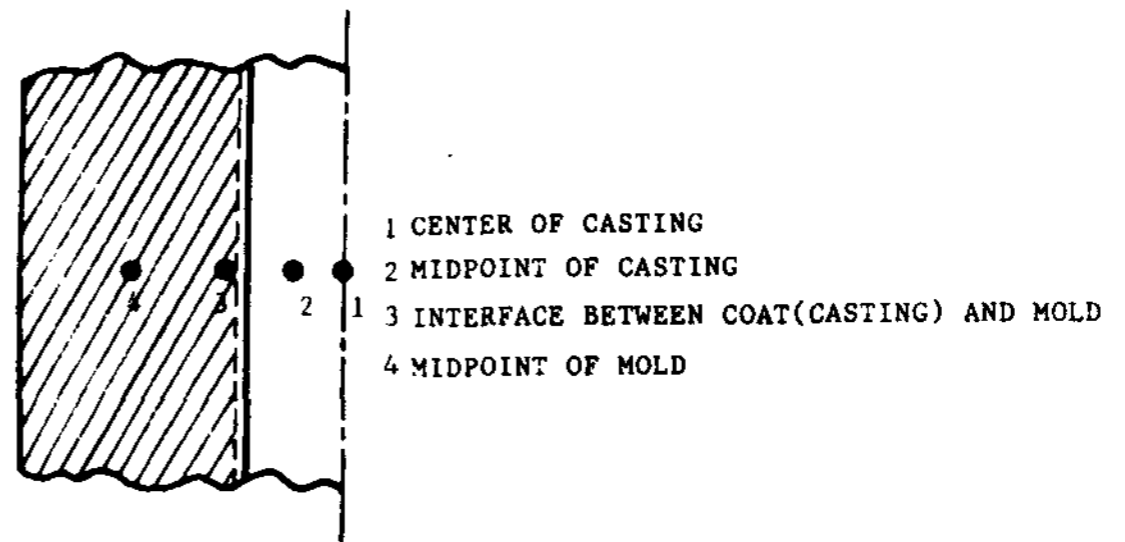 1 CENTER OF CASTING
2 MIDPOINT OF CASTING
3 INTERFACE BETWEEN COAT(CASTING) AND MOLD
4 MIDPOINT OF MOLD
4 3 2 1